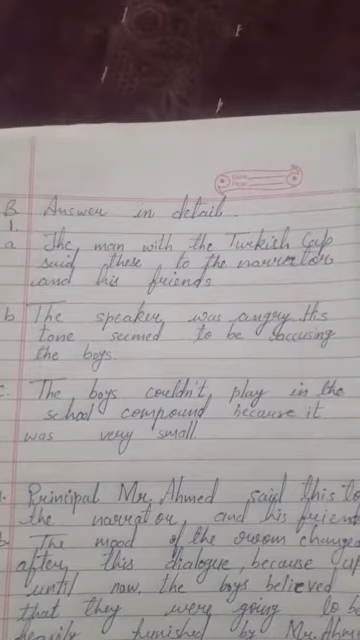 B Answer in detail.
1.
a The man with the Turkish Cap
said these to the narrator
and his friends.
b The speaker was angry His
tone seemed to be accusing
the boys.
c. The boys couldn't play in the
school compound because it
was very small.
Principal Mr. Ahmed said this to
the narrator, and his friend
b The mood of the room changed
after this dialogue, because up
until now the boys believed
that they were going to be
heavily punished by Mr.